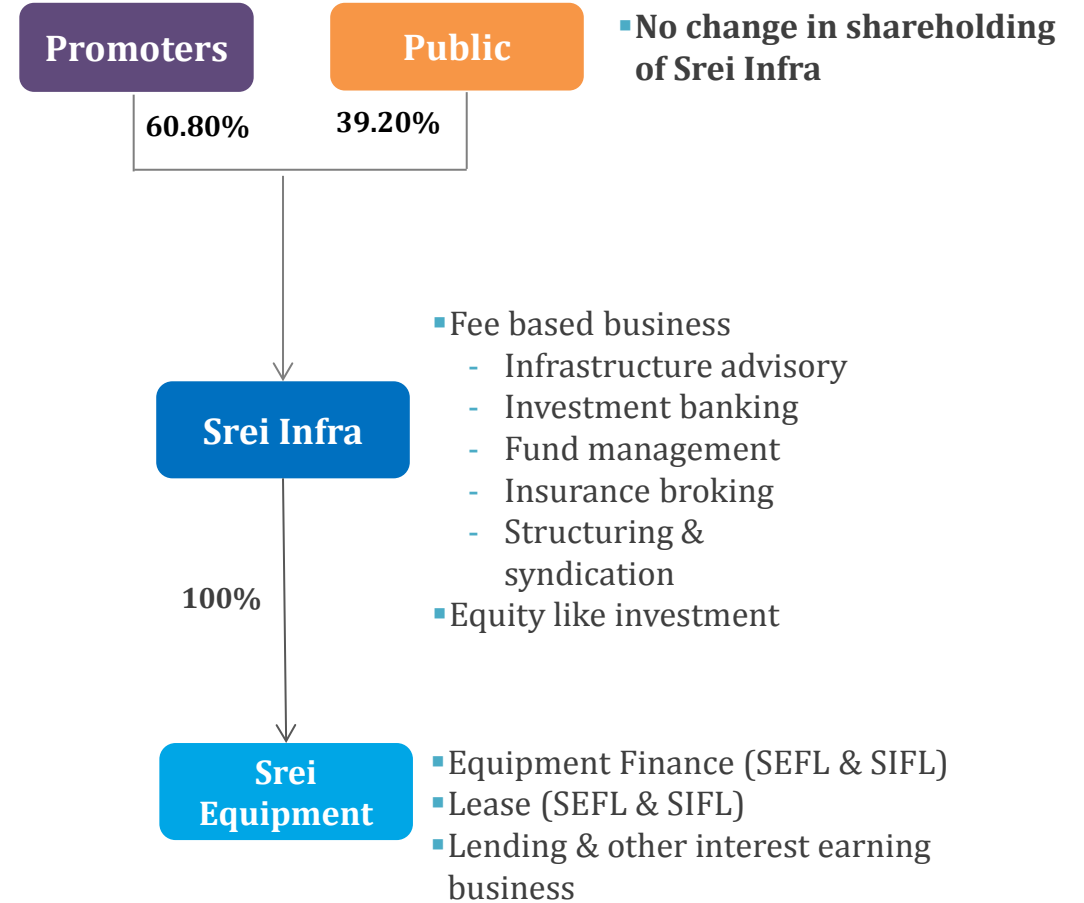 Promoters
Public
▪No change in shareholding
of Srei Infra
60.80%
39.20%
▪Fee based business
- Infrastructure advisory
- Investment banking
- Fund management
- Insurance broking
- Structuring &
syndication
▪Equity like investment
Srei Infra
100%
Srei
Equipment
▪Equipment Finance (SEFL & SIFL)
▪Lease (SEFL & SIFL)
▪Lending & other interest earning
business